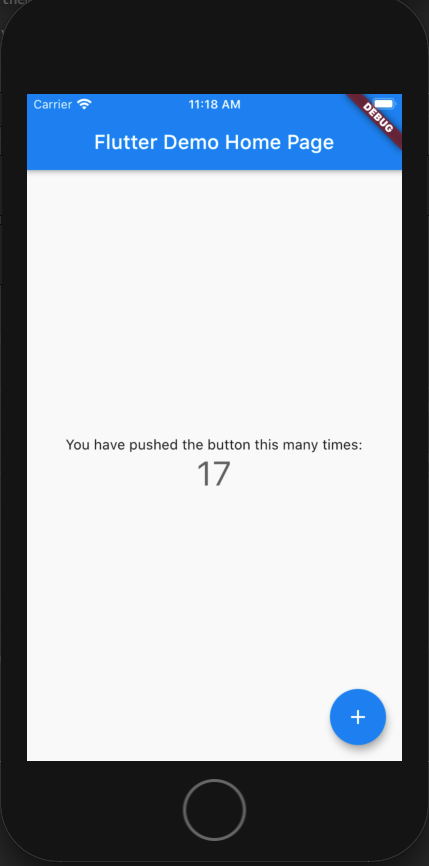 Carrier
11:18 AM
DEBUG
Flutter Demo Home Page
You have pushed the button this many times:
17
+